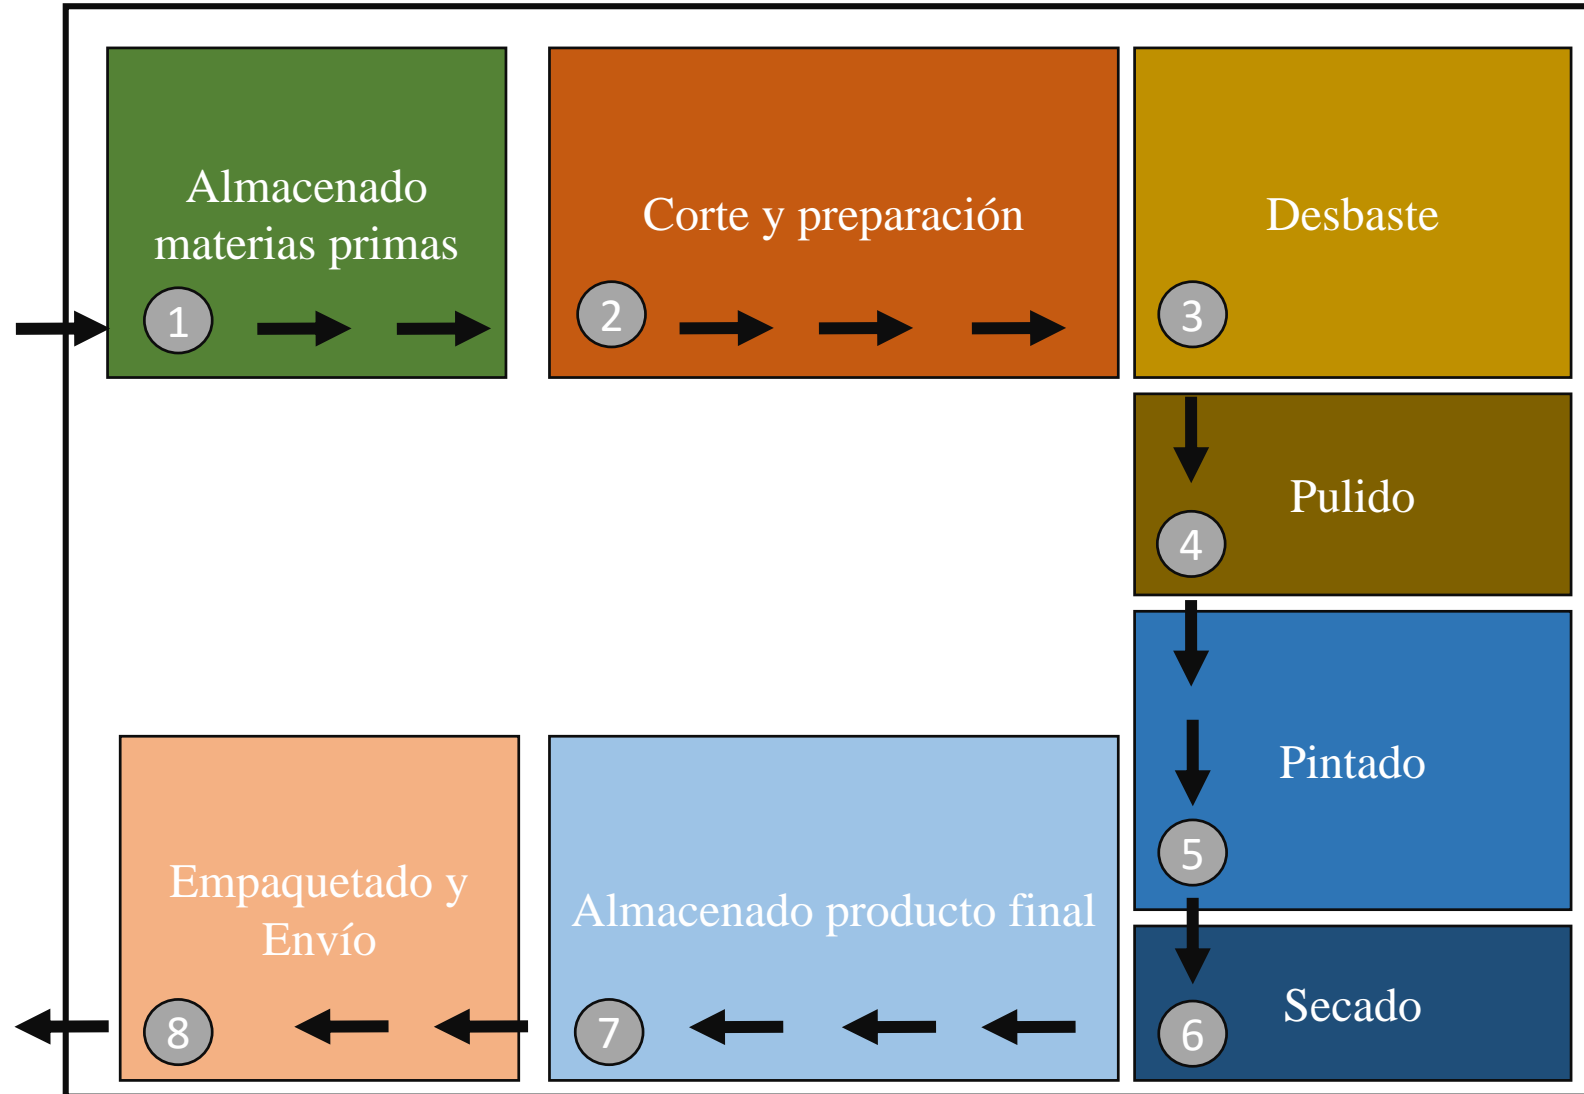 Almacenado
materias primas
1
Corte y preparación
2
Desbaste
3
Pulido
4
Pintado
5
Secado
6
Almacenado producto final
7
Empaquetado y
Envío
8